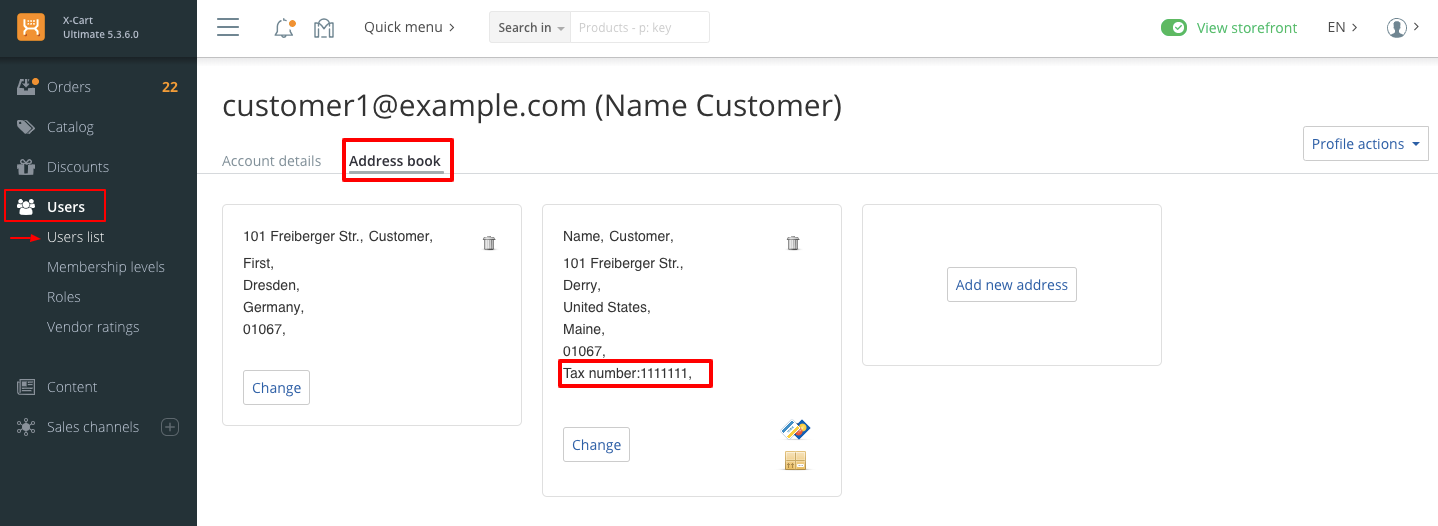 X-Cart
Ultimate 5.3.6.0
Quick menu
Search in
Products - p: key
View storefront
EN
Orders 22
Catalog
Discounts
Users
Users list
Membership levels
Roles
Vendor ratings
Content
Sales channels
customer1@example.com (Name Customer)
Account details
Address book
Profile actions
101 Freiberger Str., Customer,
First,
Dresden,
Germany,
01067,
Change
Name, Customer,
101 Freiberger Str.,
Derry,
United States,
Maine,
01067,
Tax number:1111111,
Change
Add new address